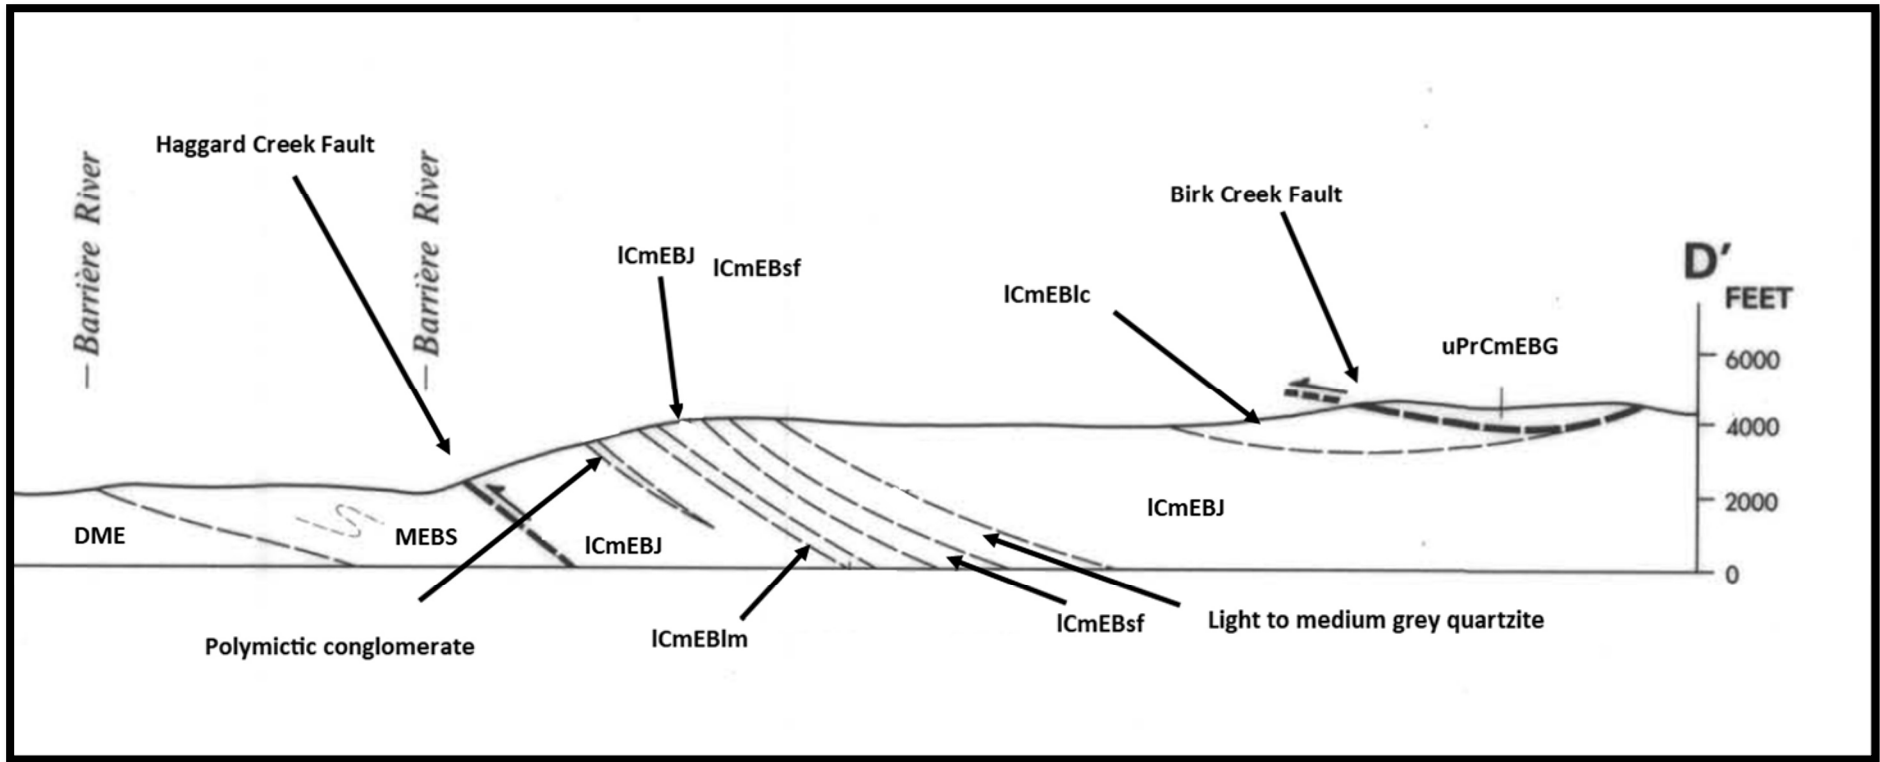 Haggard Creek Fault
— Barrière River
— Barrière River
Birk Creek Fault
lCmEBJ
lCmEBsf
lCmEBlc
D′
FEET
uPrCmEBG
6000
4000
2000
0
lCmEBJ
DME
MEBS
lCmEBJ
Polymictic conglomerate
lCmEBlm
lCmEBsf
Light to medium grey quartzite